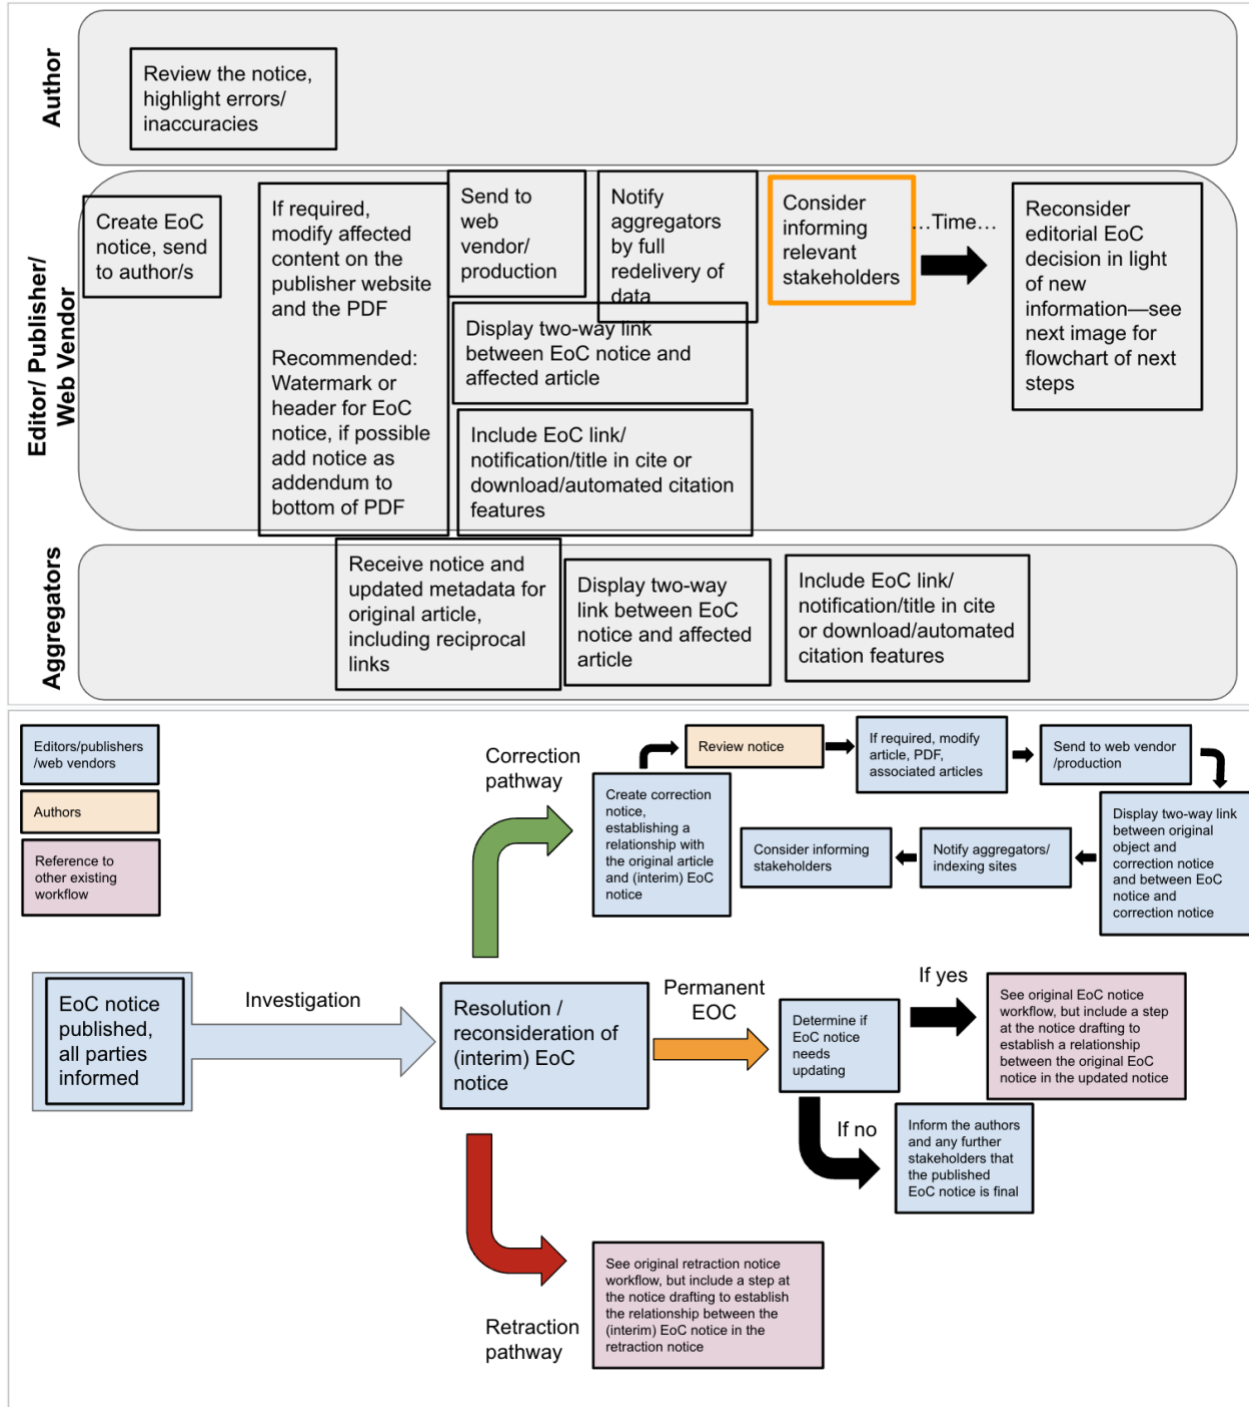 Author
Review the notice,
highlight errors/
inaccuracies
Editor/ Publisher/
Web Vendor
Create EoC
notice, send
to author/s
If required,
modify affected
content on the
publisher website
and the PDF
Recommended:
Watermark or
header for EoC
notice, if possible
add notice as
addendum to
bottom of PDF
Send to
web
vendor/
production
Notify
aggregators
by full
redelivery of
data
Display two-way link
between EoC notice and
affected article
Include EoC link/
notification/title in cite or
download/automated citation
features
Consider
informing
relevant
stakeholders
...Time...
Reconsider
editorial EoC
decision in light
of new
information—see
next image for
flowchart of next
steps
Aggregators
Receive notice and
updated metadata for
original article,
including reciprocal
links
Display two-way
link between EoC
notice and affected
article
Include EoC link/
notification/title in cite
or download/automated
citation features
Editors/publishers
/web vendors
Authors
Reference to
other existing
workflow
Correction
pathway
Create correction
notice,
establishing a
relationship with
the original article
and (interim) EoC
notice
Review notice
If required, modify
article, PDF,
associated articles
Send to web vendor
/production
Display two-way link
between original
object and
correction notice
and between EoC
notice and
correction notice
Notify aggregators/
indexing sites
Consider informing
stakeholders
EoC notice
published,
all parties
informed
Investigation
Resolution /
reconsideration of
(interim) EoC
notice
Permanent
EOC
Determine if
EoC notice
needs
updating
If yes
See original EoC notice
workflow, but include a step
at the notice drafting to
establish a relationship
between the original EoC
notice in the updated notice
If no
Inform the authors
and any further
stakeholders that
the published
EoC notice is final
Retraction
pathway
See original retraction notice
workflow, but include a step at
the notice drafting to establish
the relationship between the
(interim) EoC notice in the
retraction notice